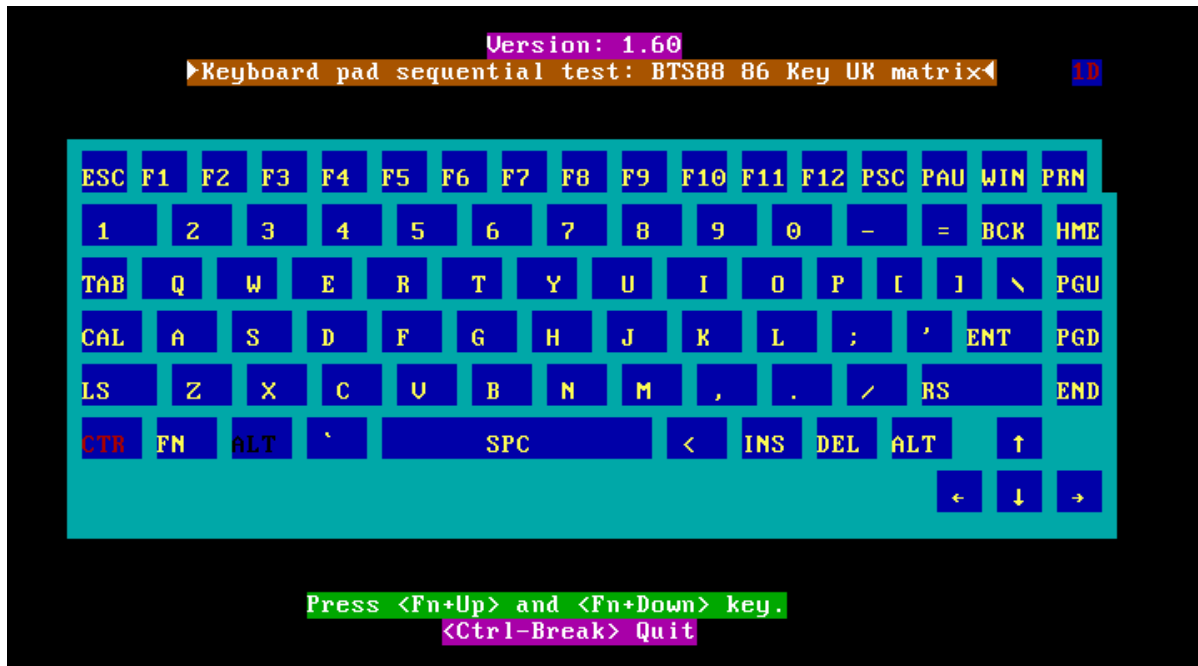 Version: 1.60
►Keyboard pad sequential test: BTS88 86 Key UK matrix◄ 1D
ESC F1 F2 F3 F4 F5 F6 F7 F8 F9 F10 F11 F12 PSC PAU WIN PRN
1 2 3 4 5 6 7 8 9 0 - = BCK HME
TAB Q W E R T Y U I O P [ ] \ PGU
CAL A S D F G H J K L ; ' ENT PGD
LS Z X C V B N M , . / RS END
CTR FN ALT ` SPC < INS DEL ALT ↑
← ↓ →
Press <Fn+Up> and <Fn+Down> key.
<Ctrl-Break> Quit